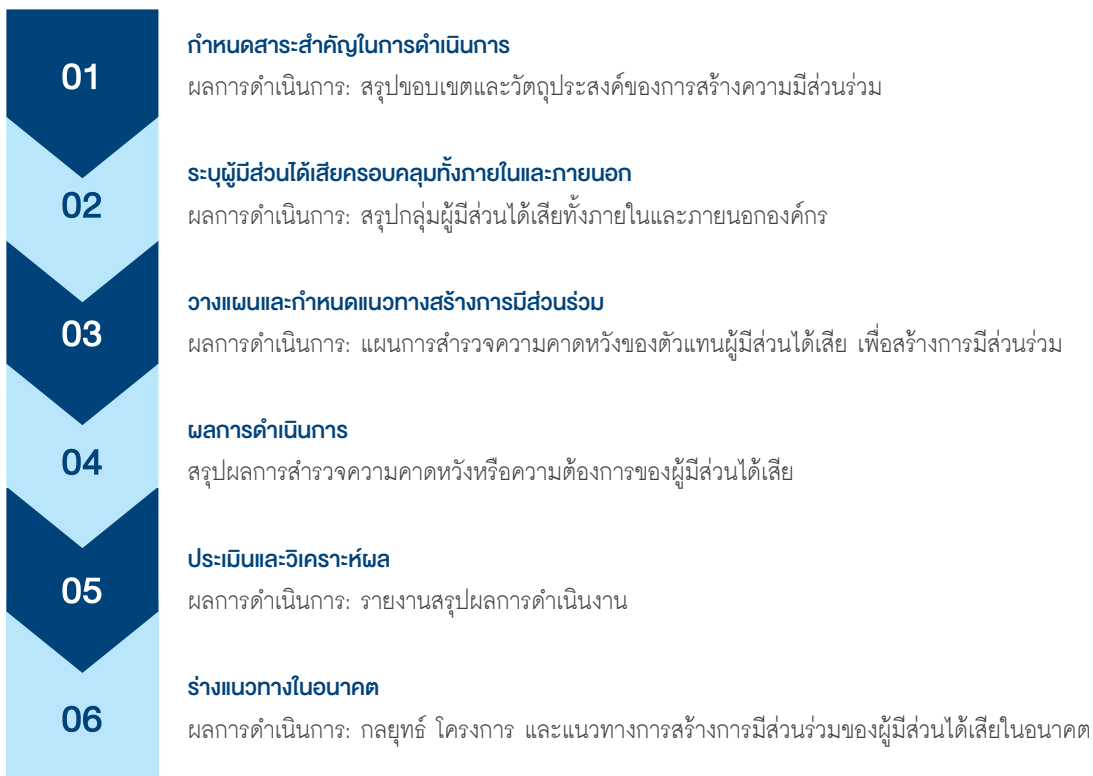 01
กำหนดสาระสำคัญในการดำเนินการ
ผลการดำเนินการ: สรุปขอบเขตและวัตถุประสงค์ของการสร้างความมีส่วนร่วม
02
ระบุผู้มีส่วนได้เสียครอบคลุมทั้งภายในและภายนอก
ผลการดำเนินการ: สรุปกลุ่มผู้มีส่วนได้เสียทั้งภายในและภายนอกองค์กร
03
วางแผนและกำหนดแนวทางสร้างการมีส่วนร่วม
ผลการดำเนินการ: แผนการสำรวจความคาดหวังของตัวแทนผู้มีส่วนได้เสีย เพื่อสร้างการมีส่วนร่วม
04
ผลการดำเนินการ
สรุปผลการสำรวจความคาดหวังหรือความต้องการของผู้มีส่วนได้เสีย
05
ประเมินและวิเคราะห์ผล
ผลการดำเนินการ: รายงานสรุปผลการดำเนินงาน
06
ร่างแนวทางในอนาคต
ผลการดำเนินการ: กลยุทธ์ โครงการ และแนวทางการสร้างการมีส่วนร่วมของผู้มีส่วนได้เสียในอนาคต